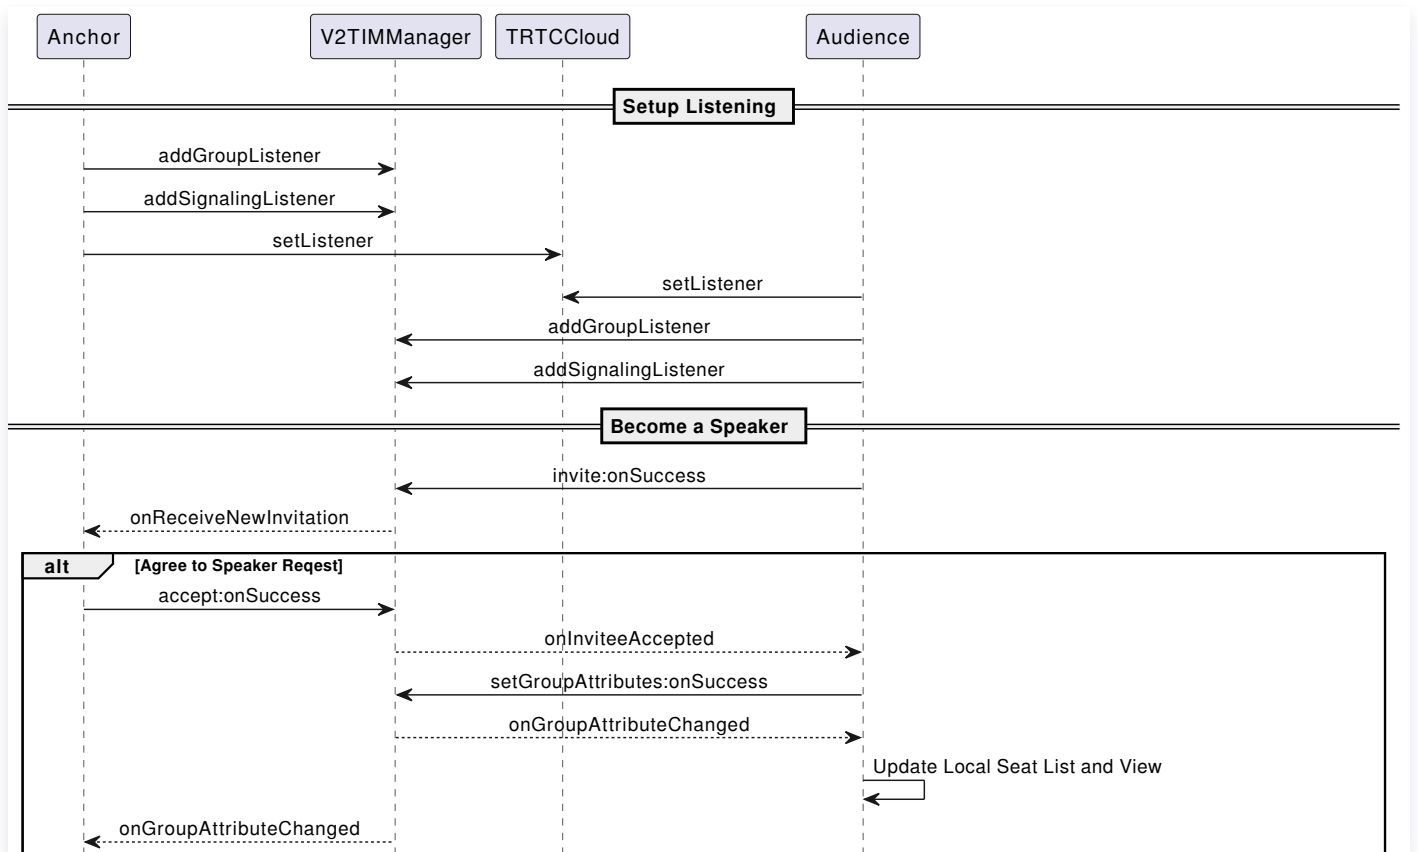 Anchor
V2TIMManager
TRTCCloud
Audience
Setup Listening
addGroupListener
addSignalingListener
setListener
setListener
addGroupListener
addSignalingListener
Become a Speaker
invite:onSuccess
onReceiveNewInvitation
alt
[Agree to Speaker Reqest]
accept:onSuccess
onInviteeAccepted
setGroupAttributes:onSuccess
onGroupAttributeChanged
Update Local Seat List and View
onGroupAttributeChanged